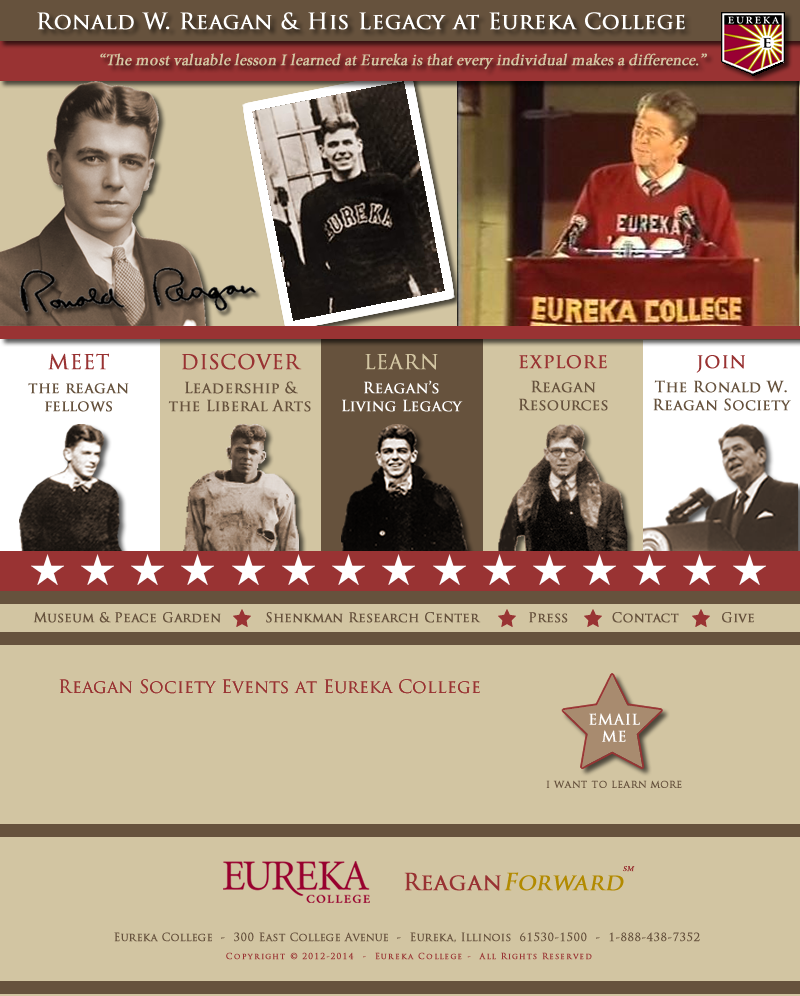 Ronald W. Reagan & His Legacy at Eureka College
EUREKA
E
“The most valuable lesson I learned at Eureka is that every individual makes a difference.”
Ronald Reagan
EUREKA
EUREKA
EUREKA COLLEGE
MEET
THE REAGAN
FELLOWS
DISCOVER
Leadership &
the Liberal Arts
LEARN
Reagan's
Living Legacy
EXPLORE
Reagan
Resources
JOIN
The Ronald W.
Reagan Society
Museum & Peace Garden ★ Shenkman Research Center ★ Press ★ Contact ★ Give
Reagan Society Events at Eureka College
EMAIL
ME
I WANT TO LEARN MORE
EUREKA
COLLEGE
Reagan Forward SM
Eureka College - 300 East College Avenue - Eureka, Illinois 61530-1500 - 1-888-438-7352
Copyright © 2012-2014 - Eureka College - All Rights Reserved